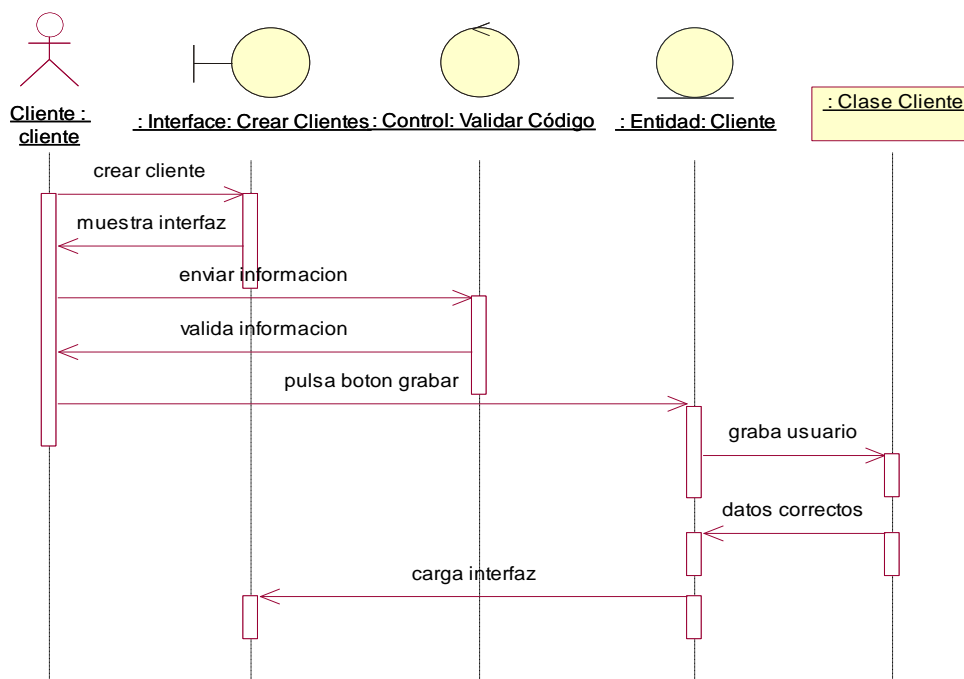 Cliente :
cliente
: Interface: Crear Clientes
: Control: Validar Código
: Entidad: Cliente
: Clase Cliente
crear cliente
muestra interfaz
enviar informacion
valida informacion
pulsa boton grabar
graba usuario
datos correctos
carga interfaz